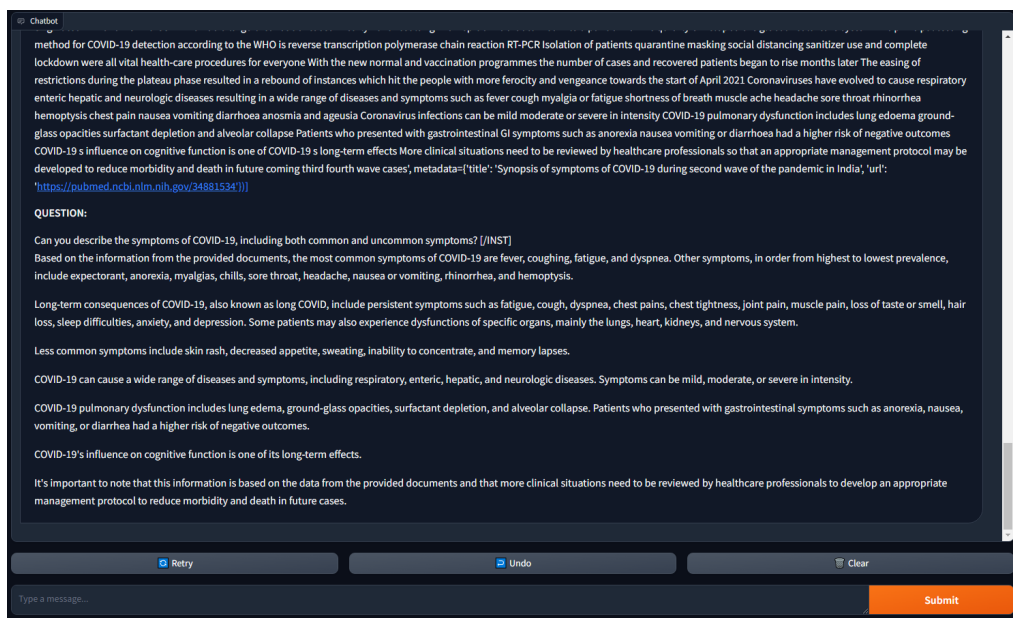 Chatbot
method for COVID-19 detection according to the WHO is reverse transcription polymerase chain reaction RT-PCR Isolation of patients quarantine masking social distancing sanitizer use and complete
lockdown were all vital health-care procedures for everyone With the new normal and vaccination programmes the number of cases and recovered patients began to rise months later The easing of
restrictions during the plateau phase resulted in a rebound of instances which hit the people with more ferocity and vengeance towards the start of April 2021 Coronaviruses have evolved to cause respiratory
enteric hepatic and neurologic diseases resulting in a wide range of diseases and symptoms such as fever cough myalgia or fatigue shortness of breath muscle ache headache sore throat rhinorrhea
hemoptysis chest pain nausea vomiting diarrhoea anosmia and ageusia Coronavirus infections can be mild moderate or severe in intensity COVID-19 pulmonary dysfunction includes lung edoema ground-
glass opacities surfactant depletion and alveolar collapse Patients who presented with gastrointestinal GI symptoms such as anorexia nausea vomiting or diarrhoea had a higher risk of negative outcomes
COVID-19 s influence on cognitive function is one of COVID-19 s long-term effects More clinical situations need to be reviewed by healthcare professionals so that an appropriate management protocol may be
developed to reduce morbidity and death in future coming third fourth wave cases', metadata={'title': 'Synopsis of symptoms of COVID-19 during second wave of the pandemic in India', 'url':
'https://pubmed.ncbi.nlm.nih.gov/34881534'})]
QUESTION:
Can you describe the symptoms of COVID-19, including both common and uncommon symptoms? [/INST]
Based on the information from the provided documents, the most common symptoms of COVID-19 are fever, coughing, fatigue, and dyspnea. Other symptoms, in order from highest to lowest prevalence,
include expectorant, anorexia, myalgias, chills, sore throat, headache, nausea or vomiting, rhinorrhea, and hemoptysis.
Long-term consequences of COVID-19, also known as long COVID, include persistent symptoms such as fatigue, cough, dyspnea, chest pains, chest tightness, joint pain, muscle pain, loss of taste or smell, hair
loss, sleep difficulties, anxiety, and depression. Some patients may also experience dysfunctions of specific organs, mainly the lungs, heart, kidneys, and nervous system.
Less common symptoms include skin rash, decreased appetite, sweating, inability to concentrate, and memory lapses.
COVID-19 can cause a wide range of diseases and symptoms, including respiratory, enteric, hepatic, and neurologic diseases. Symptoms can be mild, moderate, or severe in intensity.
COVID-19 pulmonary dysfunction includes lung edema, ground-glass opacities, surfactant depletion, and alveolar collapse. Patients who presented with gastrointestinal symptoms such as anorexia, nausea,
vomiting, or diarrhea had a higher risk of negative outcomes.
COVID-19's influence on cognitive function is one of its long-term effects.
It's important to note that this information is based on the data from the provided documents and that more clinical situations need to be reviewed by healthcare professionals to develop an appropriate
management protocol to reduce morbidity and death in future cases.
Retry
Undo
Clear
Type a message...
Submit